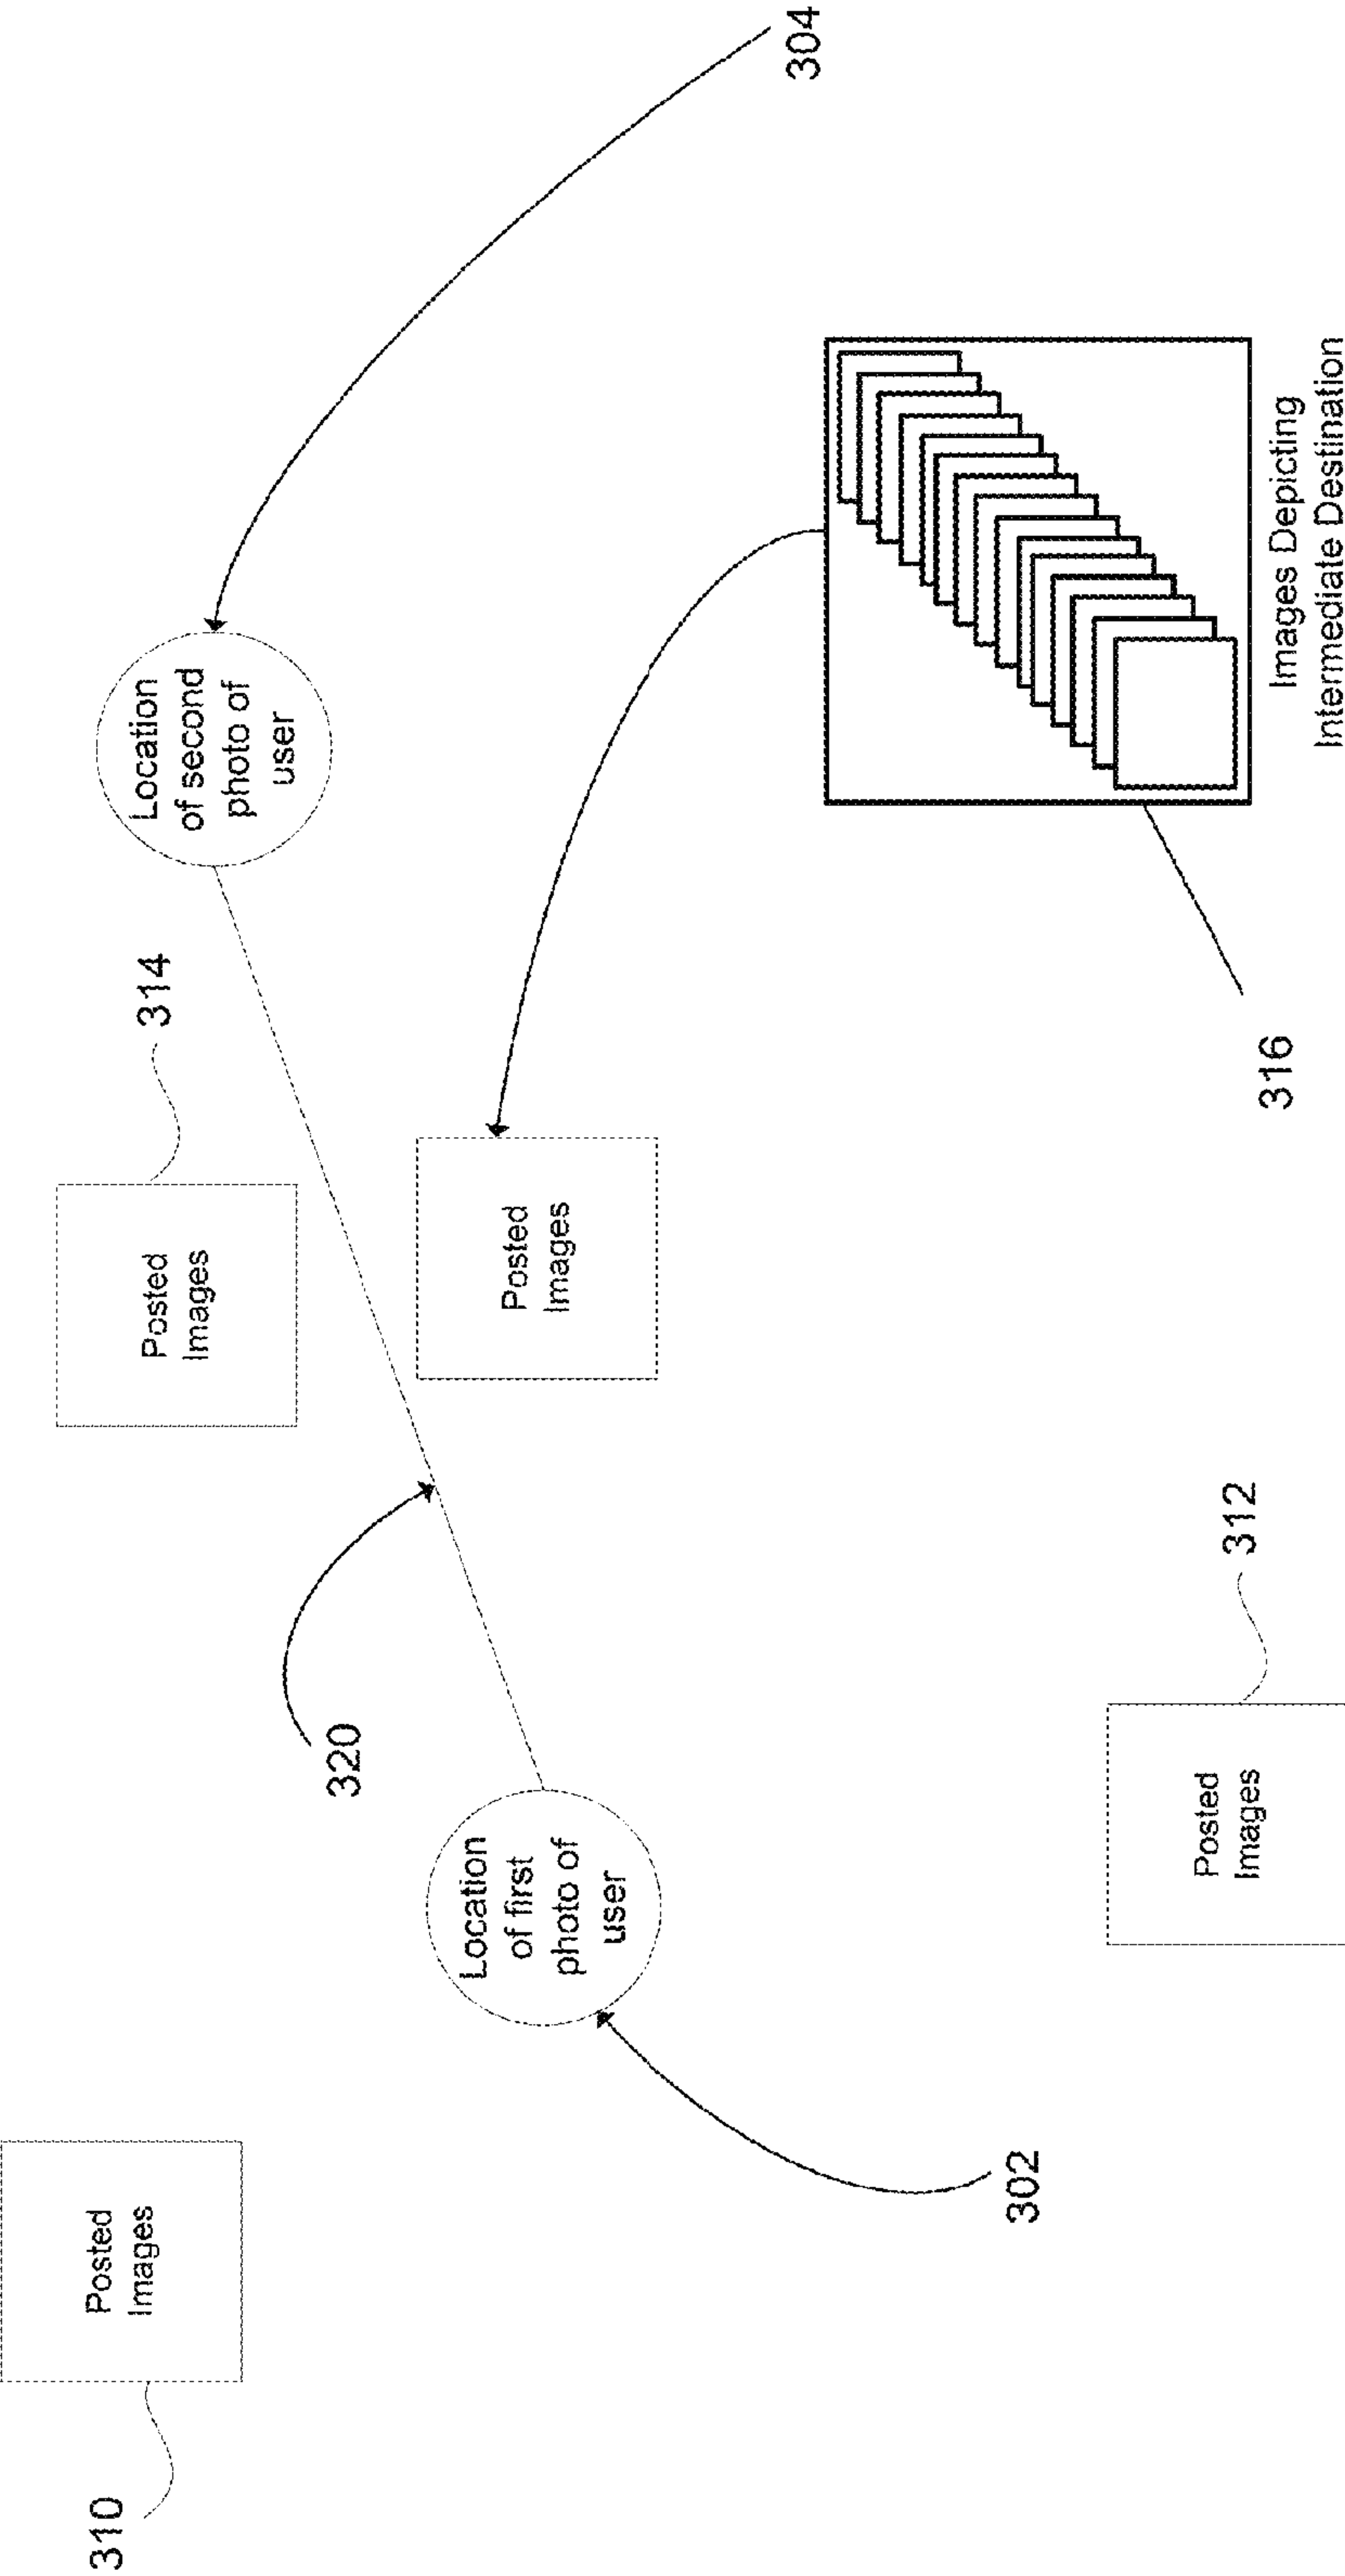 310
Posted
Images
302
Location
of first
photo of
user
320
Posted
Images
314
Posted
Images
312
Posted
Images
Location
of second
photo of
user
304
316
Images Depicting
Intermediate Destination